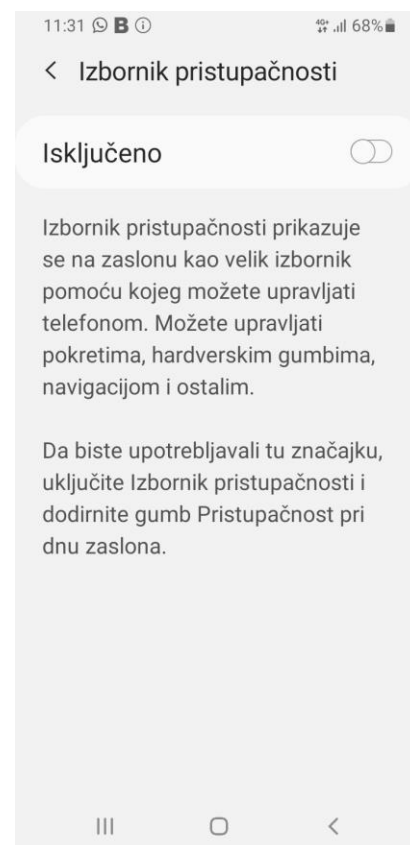 11:31 B 4G+ 68%
Izbornik pristupačnosti
Isključeno
Izbornik pristupačnosti prikazuje
se na zaslonu kao velik izbornik
pomoću kojeg možete upravljati
telefonom. Možete upravljati
pokretima, hardverskim gumbima,
navigacijom i ostalim.
Da biste upotrebljavali tu značajku,
uključite Izbornik pristupačnosti i
dodirnite gumb Pristupačnost pri
dnu zaslona.